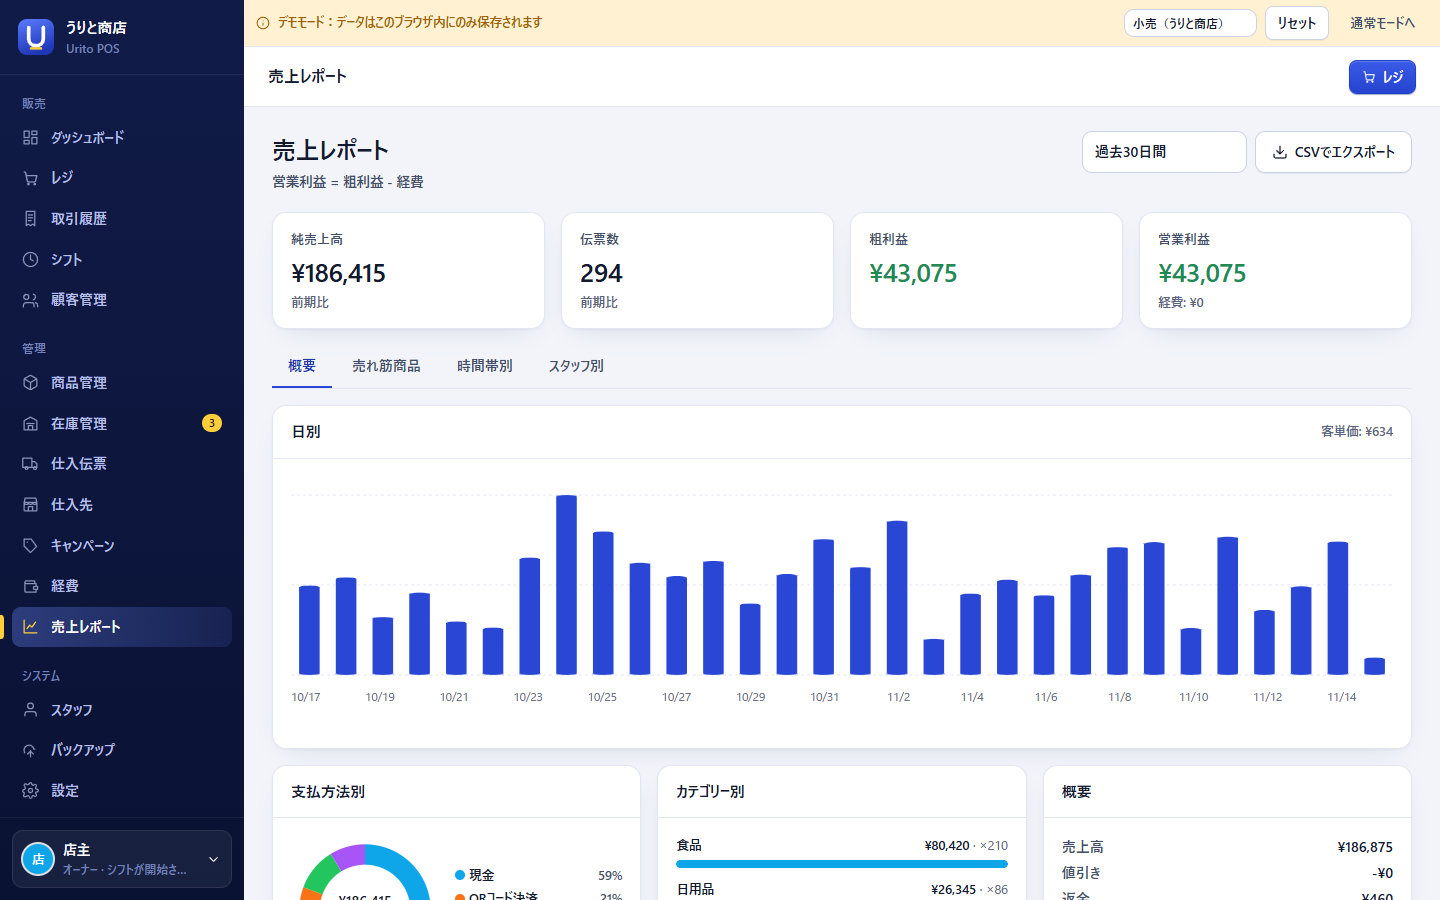 うりと商店
Urito POS
販売
ダッシュボード
レジ
取引履歴
シフト
顧客管理
管理
商品管理
在庫管理 3
仕入伝票
仕入先
キャンペーン
経費
売上レポート
システム
スタッフ
バックアップ
設定
店 店主
オーナー · シフトが開始さ...
デモモード：データはこのブラウザ内にのみ保存されます
小売（うりと商店） リセット 通常モードへ
売上レポート レジ
売上レポート
営業利益 = 粗利益 - 経費
過去30日間 CSVでエクスポート
純売上高
¥186,415
前期比
伝票数
294
前期比
粗利益
¥43,075
営業利益
¥43,075
経費: ¥0
概要 売れ筋商品 時間帯別 スタッフ別
日別 客単価: ¥634
10/17 10/19 10/21 10/23 10/25 10/27 10/29 10/31 11/2 11/4 11/6 11/8 11/10 11/12 11/14
支払方法別
¥186,415
現金 59%
QRコード決済 21%
カテゴリー別
食品 ¥80,420 · ×210
日用品 ¥26,345 · ×86
概要
売上高 ¥186,875
値引き -¥0
返金 ¥460